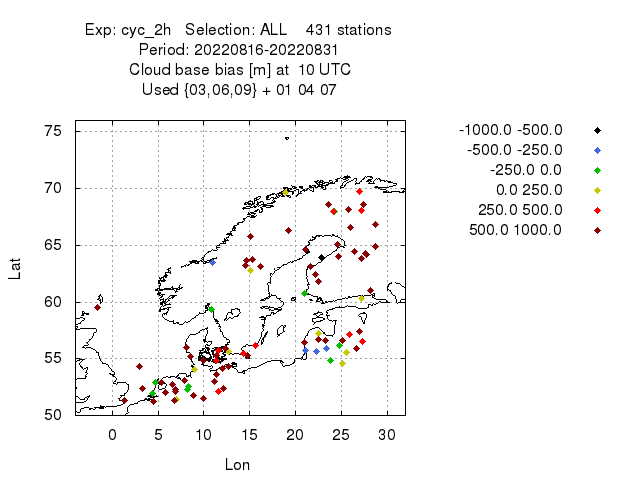 Exp: cyc_2h   Selection: ALL    431 stations
Period: 20220816-20220831
Cloud base bias [m] at  10 UTC
Used {03,06,09} + 01 04 07
-1000.0 -500.0
-500.0 -250.0
-250.0 0.0
0.0 250.0
250.0 500.0
500.0 1000.0
75
70
65
60
55
50
Lat
0 5 10 15 20 25 30
Lon